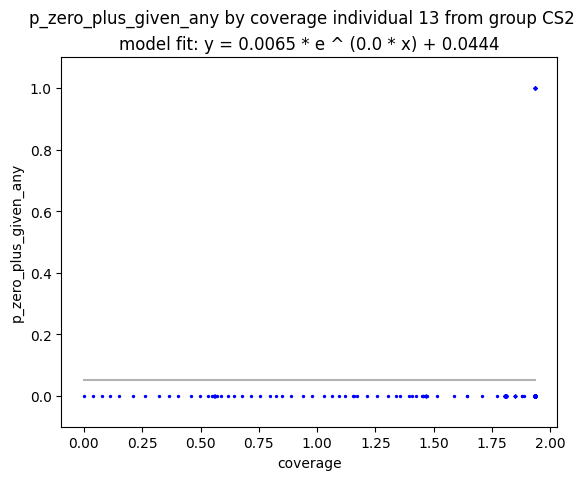 p_zero_plus_given_any by coverage individual 13 from group CS2
model fit: y = 0.0065 * e ^ (0.0 * x) + 0.0444
1.0
0.8
0.6
0.4
0.2
0.0
p_zero_plus_given_any
0.00 0.25 0.50 0.75 1.00 1.25 1.50 1.75 2.00
coverage